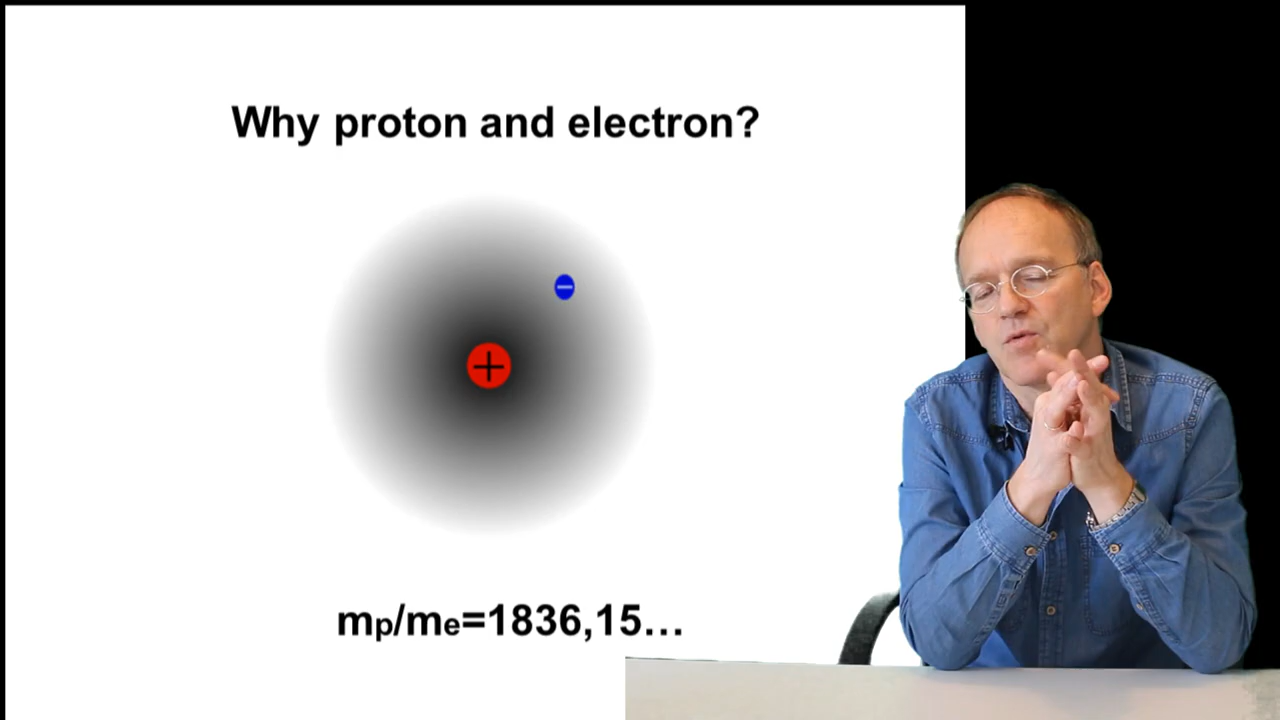 Why proton and electron?
+
−
mp/me=1836,15…